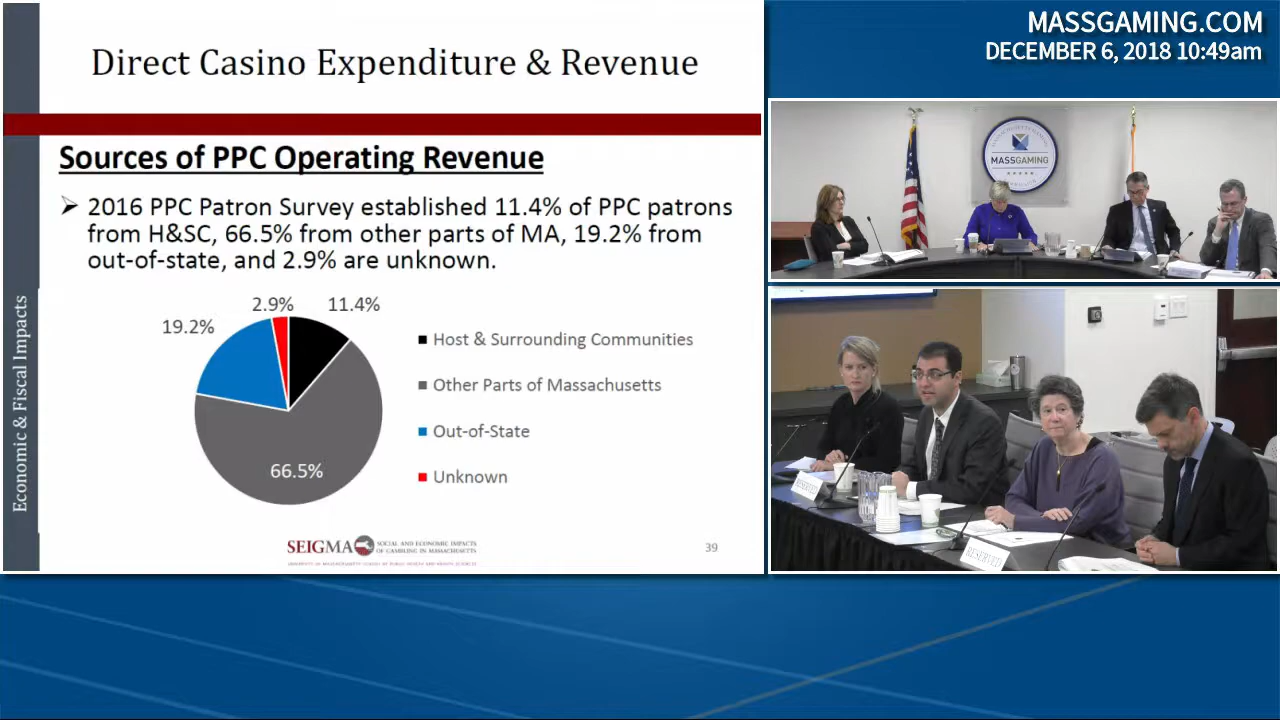 MASSGAMING.COM
DECEMBER 6, 2018 10:49am
Direct Casino Expenditure & Revenue
Sources of PPC Operating Revenue
➢ 2016 PPC Patron Survey established 11.4% of PPC patrons
from H&SC, 66.5% from other parts of MA, 19.2% from
out-of-state, and 2.9% are unknown.
2.9%
11.4%
19.2%
66.5%
Host & Surrounding Communities
Other Parts of Massachusetts
Out-of-State
Unknown
Economic & Fiscal Impacts
SEIGMA
SOCIAL AND ECONOMIC IMPACTS
OF GAMBLING IN MASSACHUSETTS
39
MASSGAMING
RESERVED
RESERVED